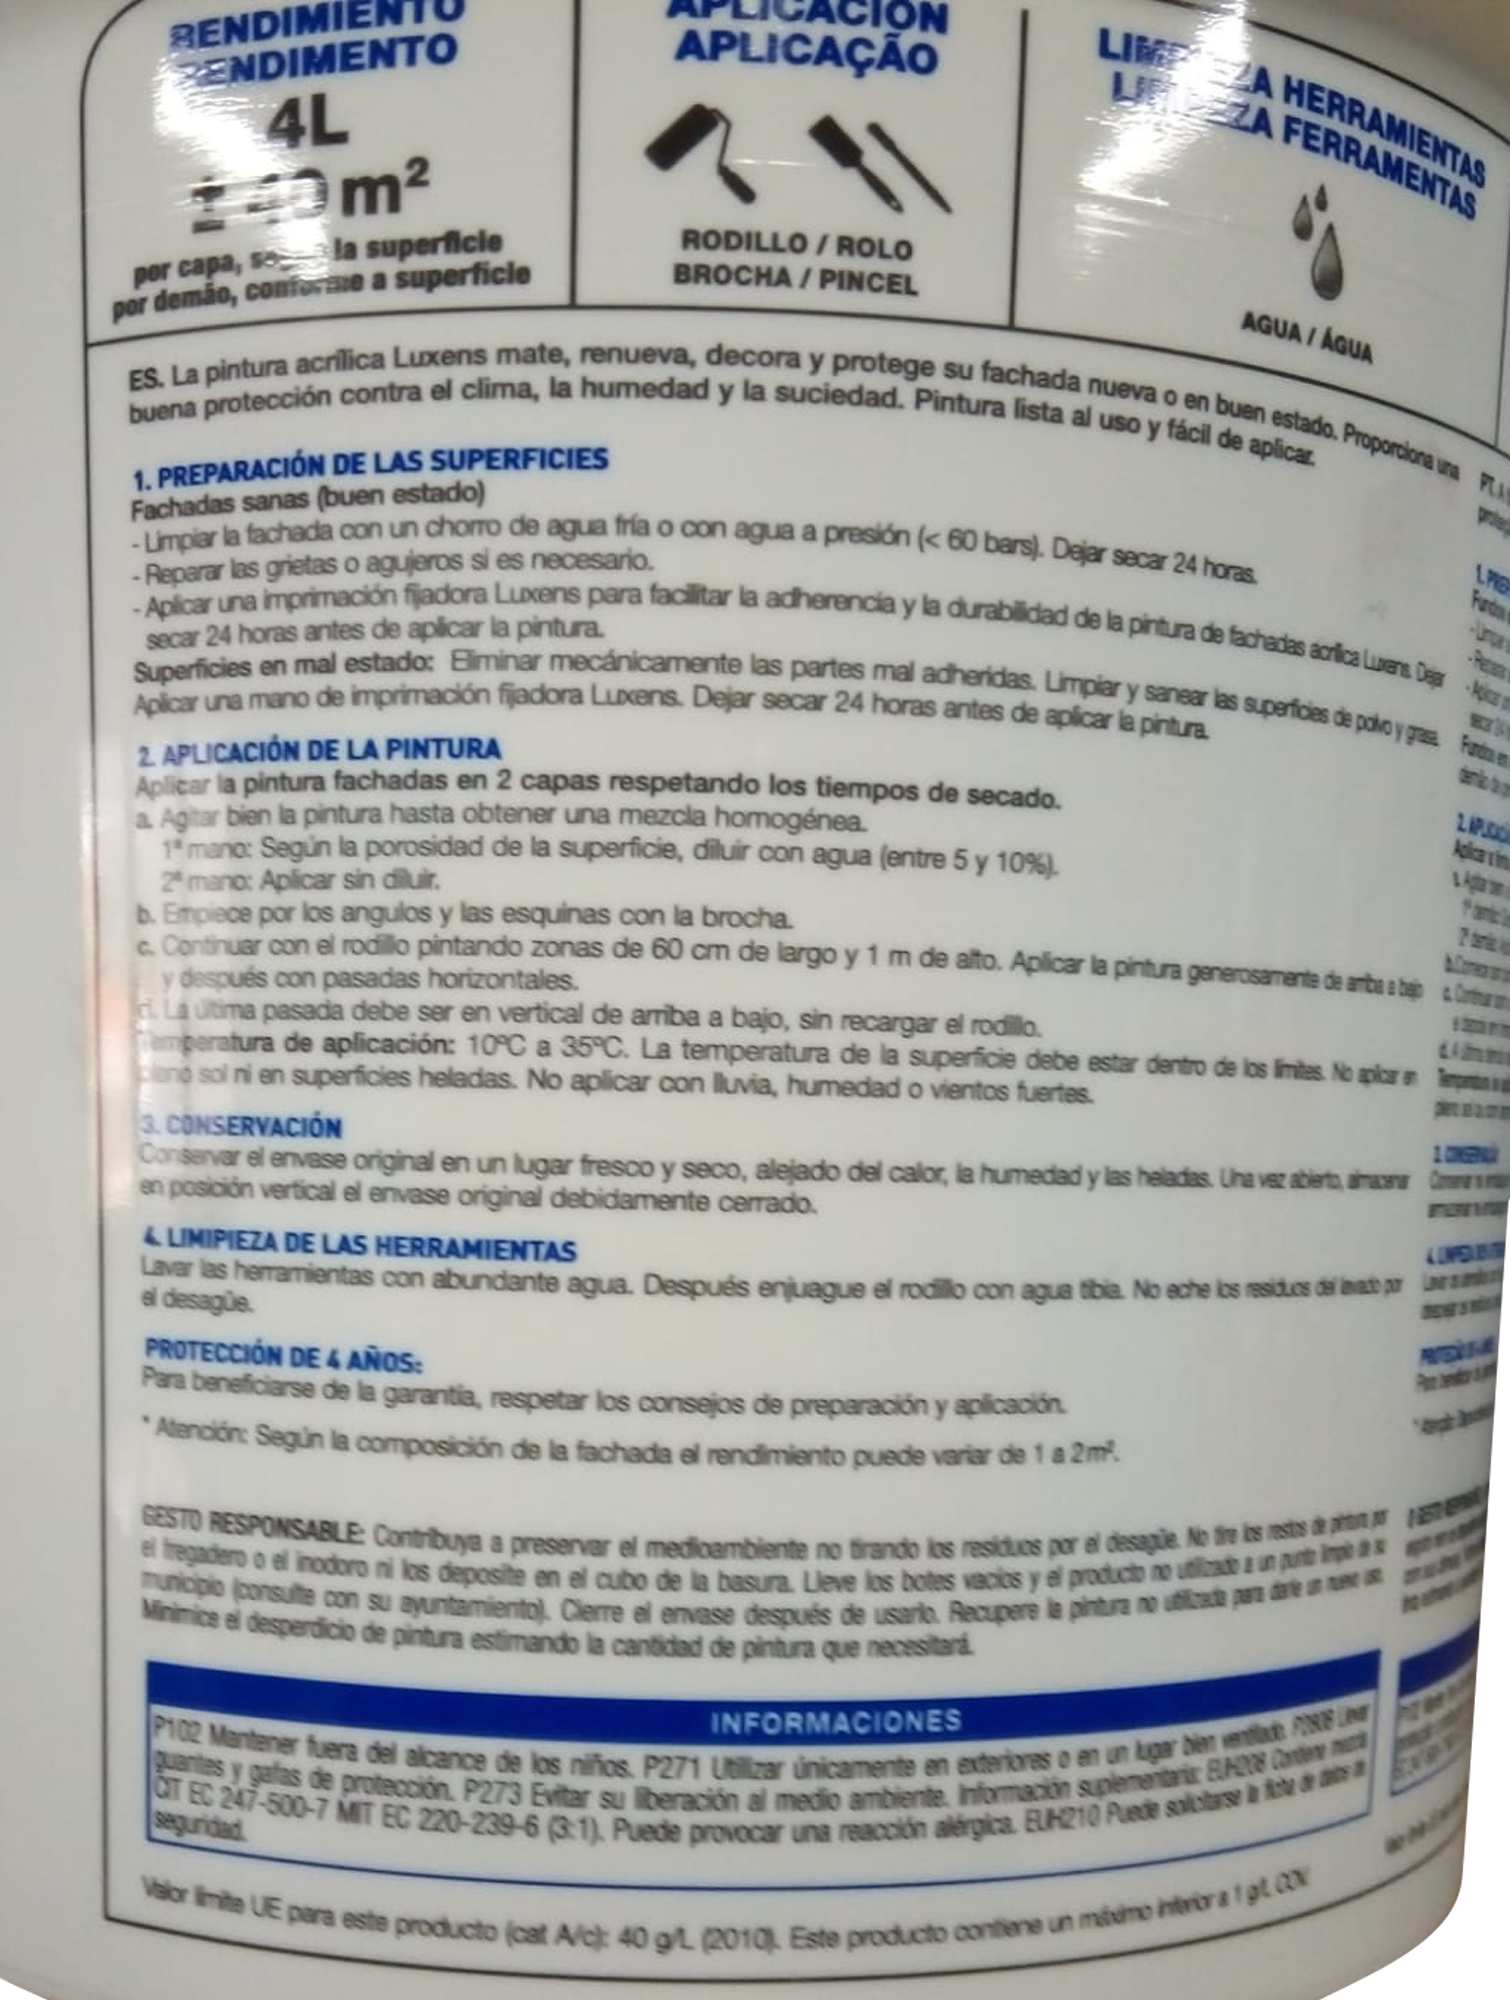 RENDIMIENTO
RENDIMENTO
4L
± 40 m²
por capa, la superficie
por demão, conforme a superficie
APLICACIÓN
APLICAÇÃO
RODILLO / ROLO
BROCHA / PINCEL
LIMPIEZA HERRAMIENTAS
LIMPEZA FERRAMENTAS
AGUA / ÁGUA
ES. La pintura acrílica Luxens mate, renueva, decora y protege su fachada nueva o en buen estado. Proporciona una
buena protección contra el clima, la humedad y la suciedad. Pintura lista al uso y fácil de aplicar.
1. PREPARACIÓN DE LAS SUPERFICIES
Fachadas sanas (buen estado)
- Limpiar la fachada con un chorro de agua fría o con agua a presión (< 60 bars). Dejar secar 24 horas.
- Reparar las grietas o agujeros si es necesario.
- Aplicar una imprimación fijadora Luxens para facilitar la adherencia y la durabilidad de la pintura de fachadas acrílica Luxens. Dejar
secar 24 horas antes de aplicar la pintura.
Superficies en mal estado: Eliminar mecánicamente las partes mal adheridas. Limpiar y sanear las superficies de polvo y grasa.
Aplicar una mano de imprimación fijadora Luxens. Dejar secar 24 horas antes de aplicar la pintura.
2. APLICACIÓN DE LA PINTURA
Aplicar la pintura fachadas en 2 capas respetando los tiempos de secado.
a. Agitar bien la pintura hasta obtener una mezcla homogénea.
1ª mano: Según la porosidad de la superficie, diluir con agua (entre 5 y 10%).
2ª mano: Aplicar sin diluir.
b. Empiece por los angulos y las esquinas con la brocha.
c. Continuar con el rodillo pintando zonas de 60 cm de largo y 1 m de alto. Aplicar la pintura generosamente de arriba a bajo
y después con pasadas horizontales.
d. La última pasada debe ser en vertical de arriba a bajo, sin recargar el rodillo.
Temperatura de aplicación: 10ºC a 35ºC. La temperatura de la superficie debe estar dentro de los límites. No aplicar en
pleno sol ni en superficies heladas. No aplicar con lluvia, humedad o vientos fuertes.
3. CONSERVACIÓN
Conservar el envase original en un lugar fresco y seco, alejado del calor, la humedad y las heladas. Una vez abierto, almacenar
en posición vertical el envase original debidamente cerrado.
4. LIMIPIEZA DE LAS HERRAMIENTAS
Lavar las herramientas con abundante agua. Después enjuague el rodillo con agua tibia. No eche los residuos del lavado por
el desagüe.
PROTECCIÓN DE 4 AÑOS:
Para beneficiarse de la garantía, respetar los consejos de preparación y aplicación.
* Atención: Según la composición de la fachada el rendimiento puede variar de 1 a 2 m².
GESTO RESPONSABLE: Contribuya a preservar el medioambiente no tirando los residuos por el desagüe. No tire los restos de pintura por
el fregadero o el inodoro ni los deposite en el cubo de la basura. Lleve los botes vacíos y el producto no utilizado a un punto limpio de su
municipio (consulte con su ayuntamiento). Cierre el envase después de usarlo. Recupere la pintura no utilizada para darle un nuevo uso.
Minimice el desperdicio de pintura estimando la cantidad de pintura que necesitará.
INFORMACIONES
P102 Mantener fuera del alcance de los niños. P271 Utilizar únicamente en exteriores o en un lugar bien ventilado. P280B Llevar
guantes y gafas de protección. P273 Evitar su liberación al medio ambiente. Información suplementaria: EUH208 Contiene mezcla
CIT EC 247-500-7 MIT EC 220-239-6 (3:1). Puede provocar una reacción alérgica. EUH210 Puede solicitarse la ficha de datos de
seguridad.
Valor límite UE para este producto (cat A/c): 40 g/L (2010). Este producto contiene un máximo inferior a 1 g/L COV.